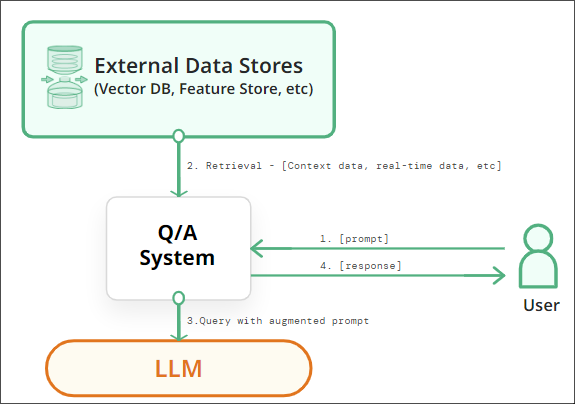 External Data Stores
(Vector DB, Feature Store, etc)
2. Retrieval - [Context data, real-time data, etc]
Q/A
System
1. [prompt]
4. [response]
User
3.Query with augmented prompt
LLM